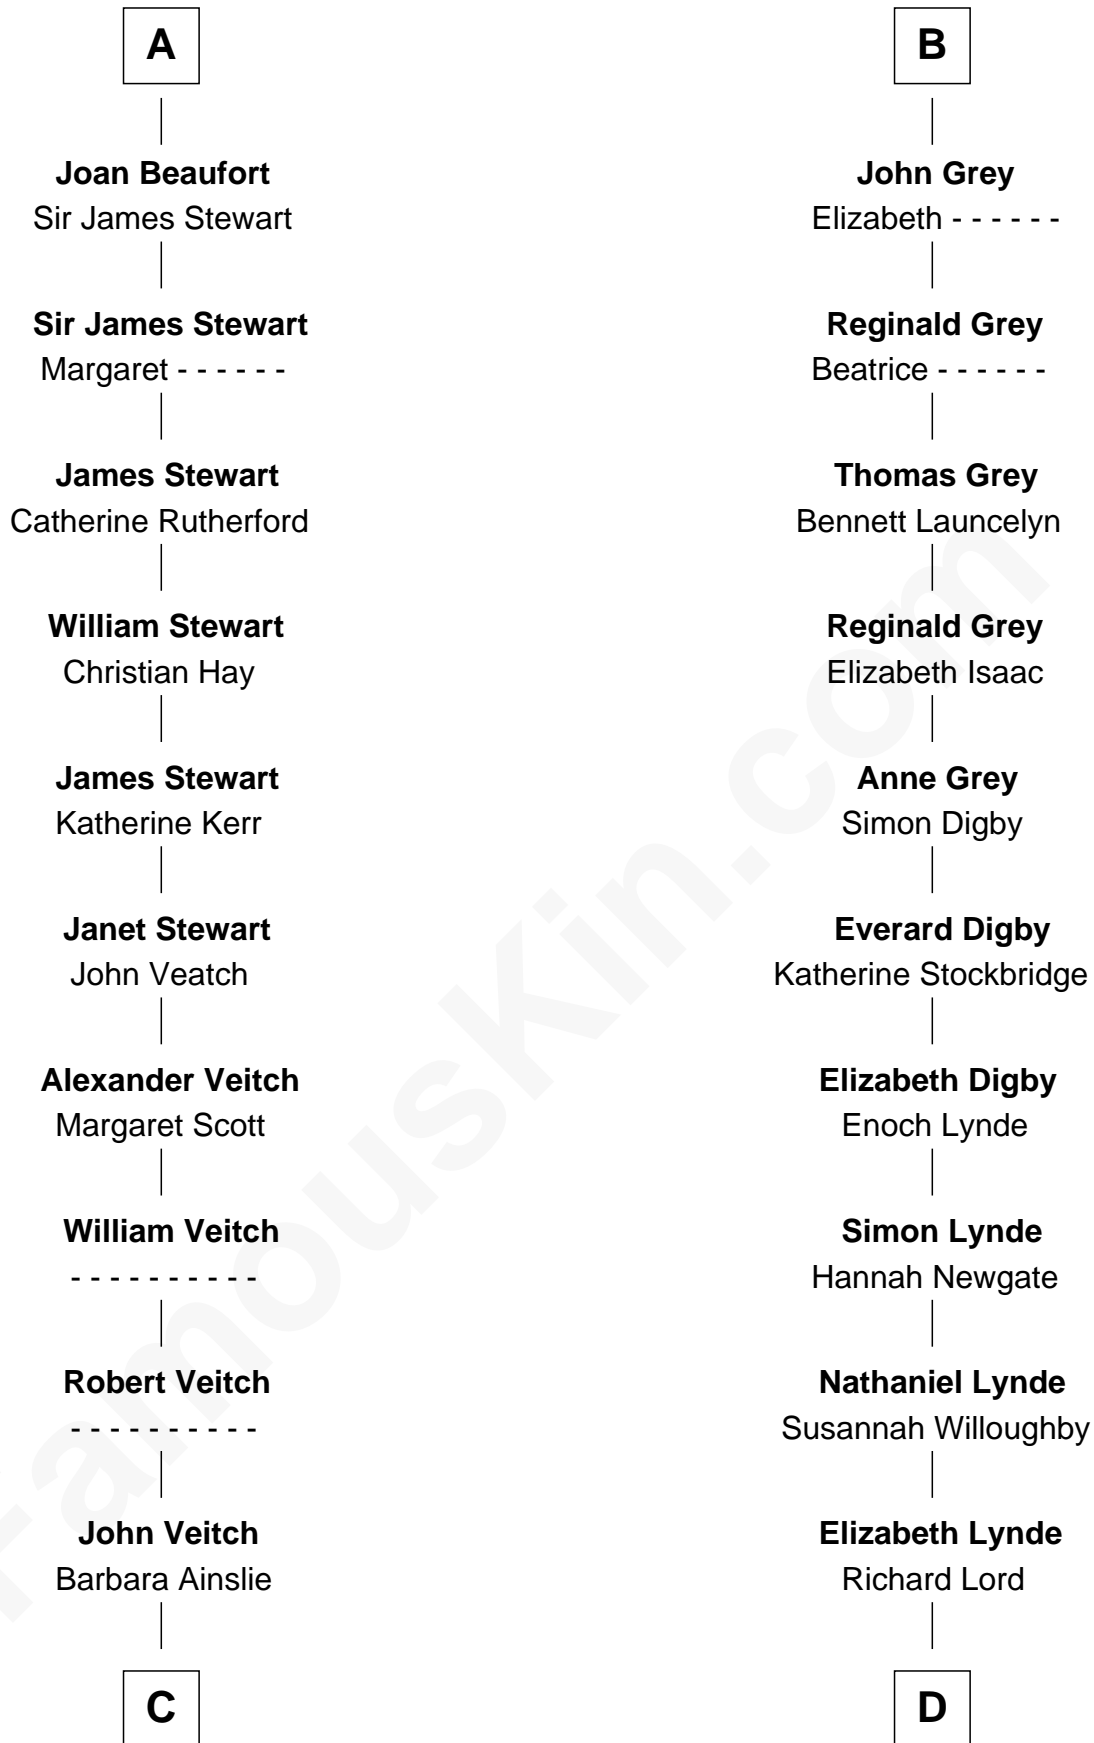 A
Joan Beaufort
Sir James Stewart
Sir James Stewart
Margaret - - - - - -
James Stewart
Catherine Rutherford
William Stewart
Christian Hay
James Stewart
Katherine Kerr
Janet Stewart
John Veatch
Alexander Veitch
Margaret Scott
William Veitch
- - - - - - - - - -
Robert Veitch
- - - - - - - - - -
John Veitch
Barbara Ainslie
C
B
John Grey
Elizabeth - - - - - -
Reginald Grey
Beatrice - - - - - -
Thomas Grey
Bennett Launcelyn
Reginald Grey
Elizabeth Isaac
Anne Grey
Simon Digby
Everard Digby
Katherine Stockbridge
Elizabeth Digby
Enoch Lynde
Simon Lynde
Hannah Newgate
Nathaniel Lynde
Susannah Willoughby
Elizabeth Lynde
Richard Lord
D
FamousKin.com